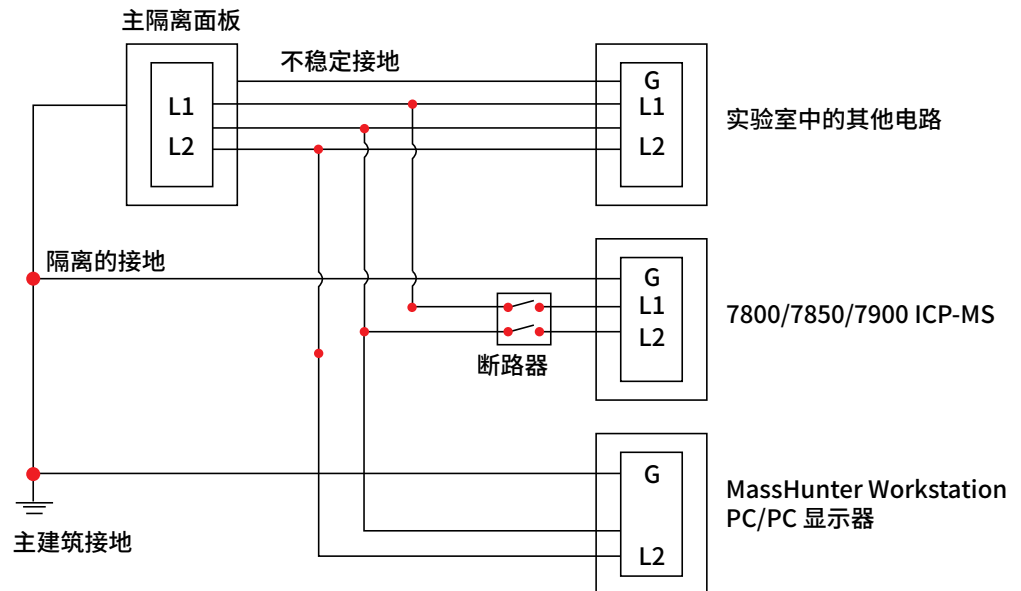 主隔离面板
不稳定接地
L1
L2
G
L1
L2
实验室中的其他电路
隔离的接地
G
L1
L2
7800/7850/7900 ICP-MS
断路器
G
L2
MassHunter Workstation
PC/PC 显示器
主建筑接地